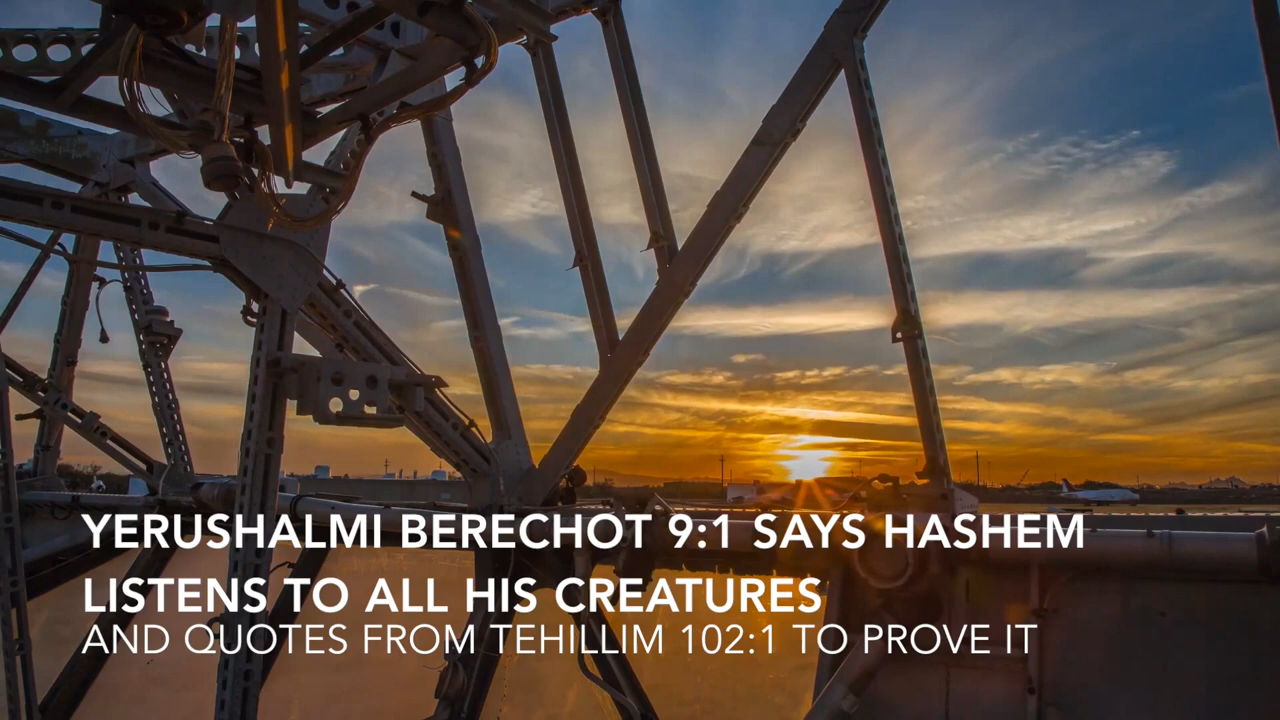 YERUSHALMI BERECHOT 9:1 SAYS HASHEM
LISTENS TO ALL HIS CREATURES
AND QUOTES FROM TEHILLIM 102:1 TO PROVE IT